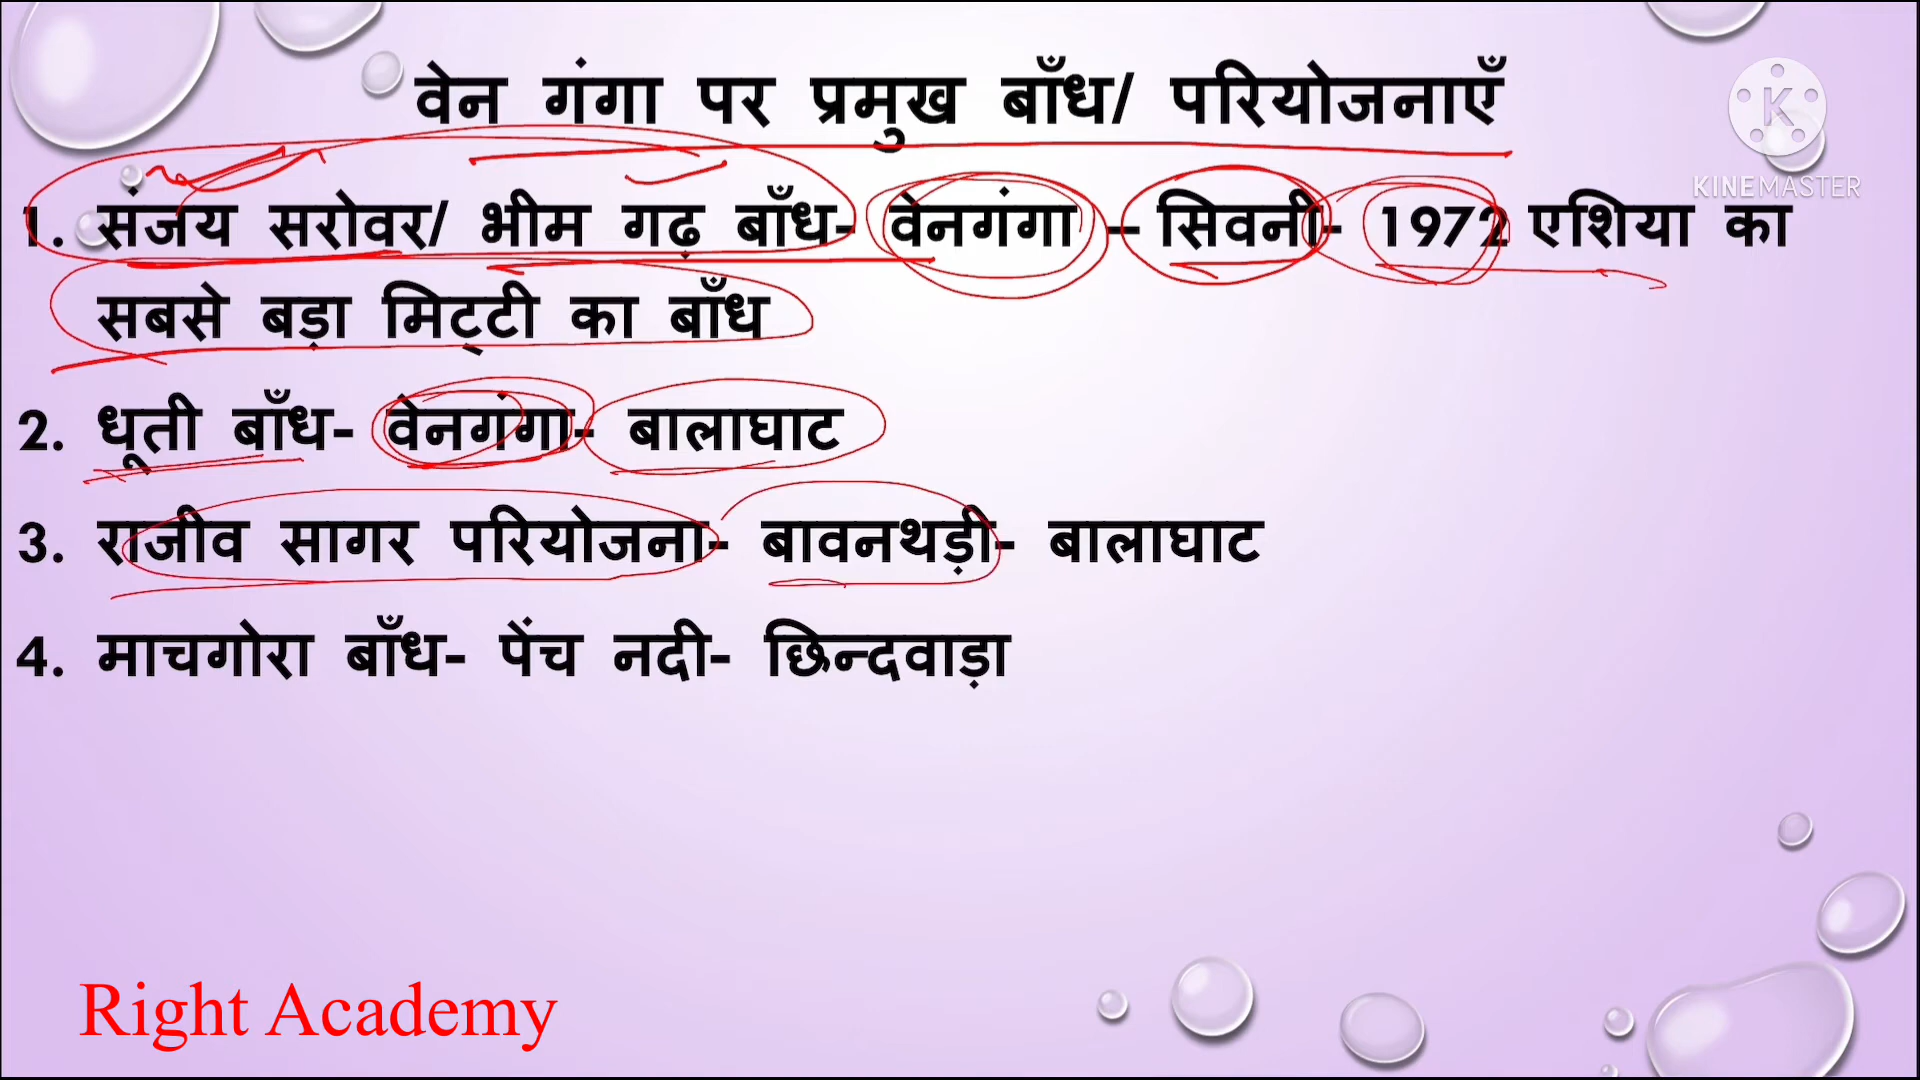 वेन गंगा पर प्रमुख बाँध/ परियोजनाएँ
KINEMASTER
1. संजय सरोवर/ भीम गढ़ बाँध- वेनगंगा – सिवनी- 1972 एशिया का
सबसे बड़ा मिट्टी का बाँध
2. धूती बाँध- वेनगंगा- बालाघाट
3. राजीव सागर परियोजना- बावनथड़ी- बालाघाट
4. माचगोरा बाँध- पेंच नदी- छिन्दवाड़ा
Right Academy